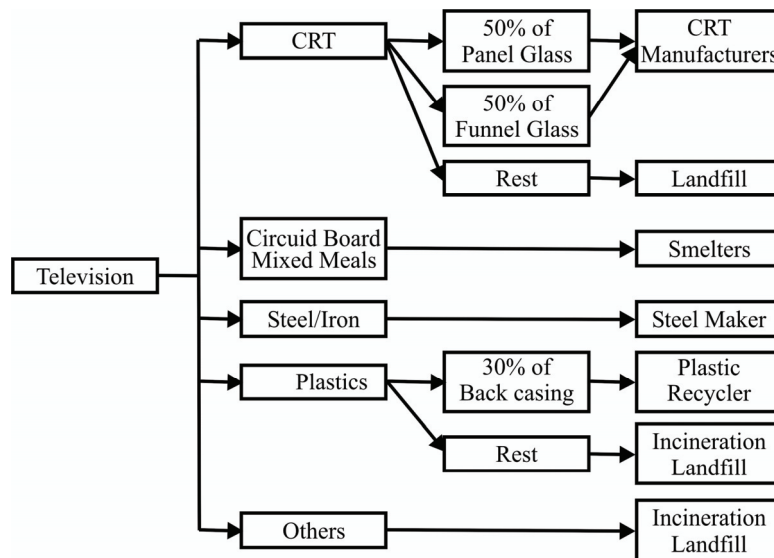 CRT
50% of
Panel Glass
CRT
Manufacturers
50% of
Funnel Glass
Rest
Landfill
Circuid Board
Mixed Meals
Smelters
Television
Steel/Iron
Steel Maker
Plastics
30% of
Back casing
Plastic
Recycler
Rest
Incineration
Landfill
Others
Incineration
Landfill